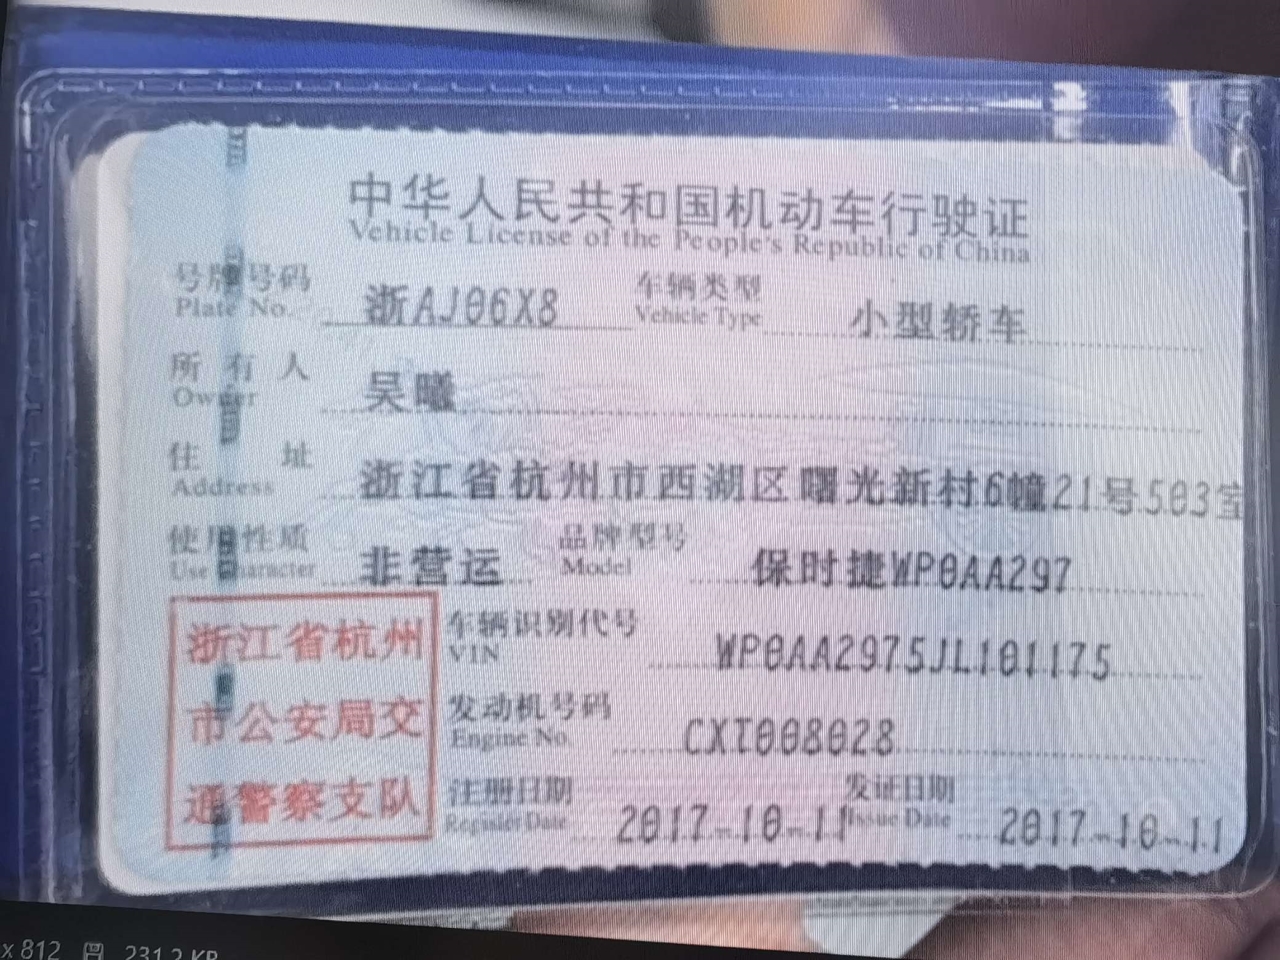 中华人民共和国机动车行驶证
Vehicle License of the People's Republic of China
号牌号码 浙AJ06X8 车辆类型 小型轿车
Plate No. Vehicle Type
所有人 吴曦
Owner
住址 浙江省杭州市西湖区曙光新村6幢21号503室
Address
使用性质 非营运 品牌型号 保时捷WP0AA297
Use Character Model
浙江省杭州
市公安局交
通警察支队
车辆识别代号 WP0AA2975JL101175
VIN
发动机号码 CXT008028
Engine No.
注册日期 2017-10-11 发证日期 2017-10-11
Register Date Issue Date
x 812 231.2 KB